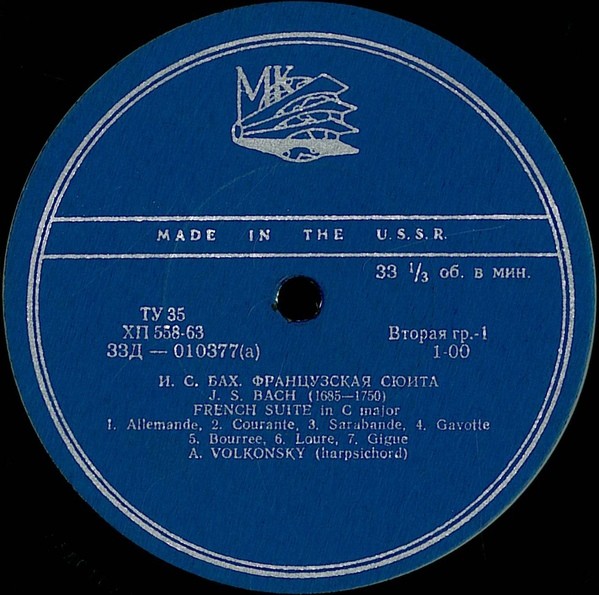 МК
MADE IN THE U.S.S.R.
33 1/3 об. в мин.
ТУ 35
ХП 558-63
33Д — 010377(а)
Вторая гр.-1
1-00
И. С. БАХ. ФРАНЦУЗСКАЯ СЮИТА
J. S. BACH (1685—1750)
FRENCH SUITE in C major
1. Allemande, 2. Courante, 3. Sarabande, 4. Gavotte
5. Bourree, 6. Loure, 7. Gigue
A. VOLKONSKY (harpsichord)